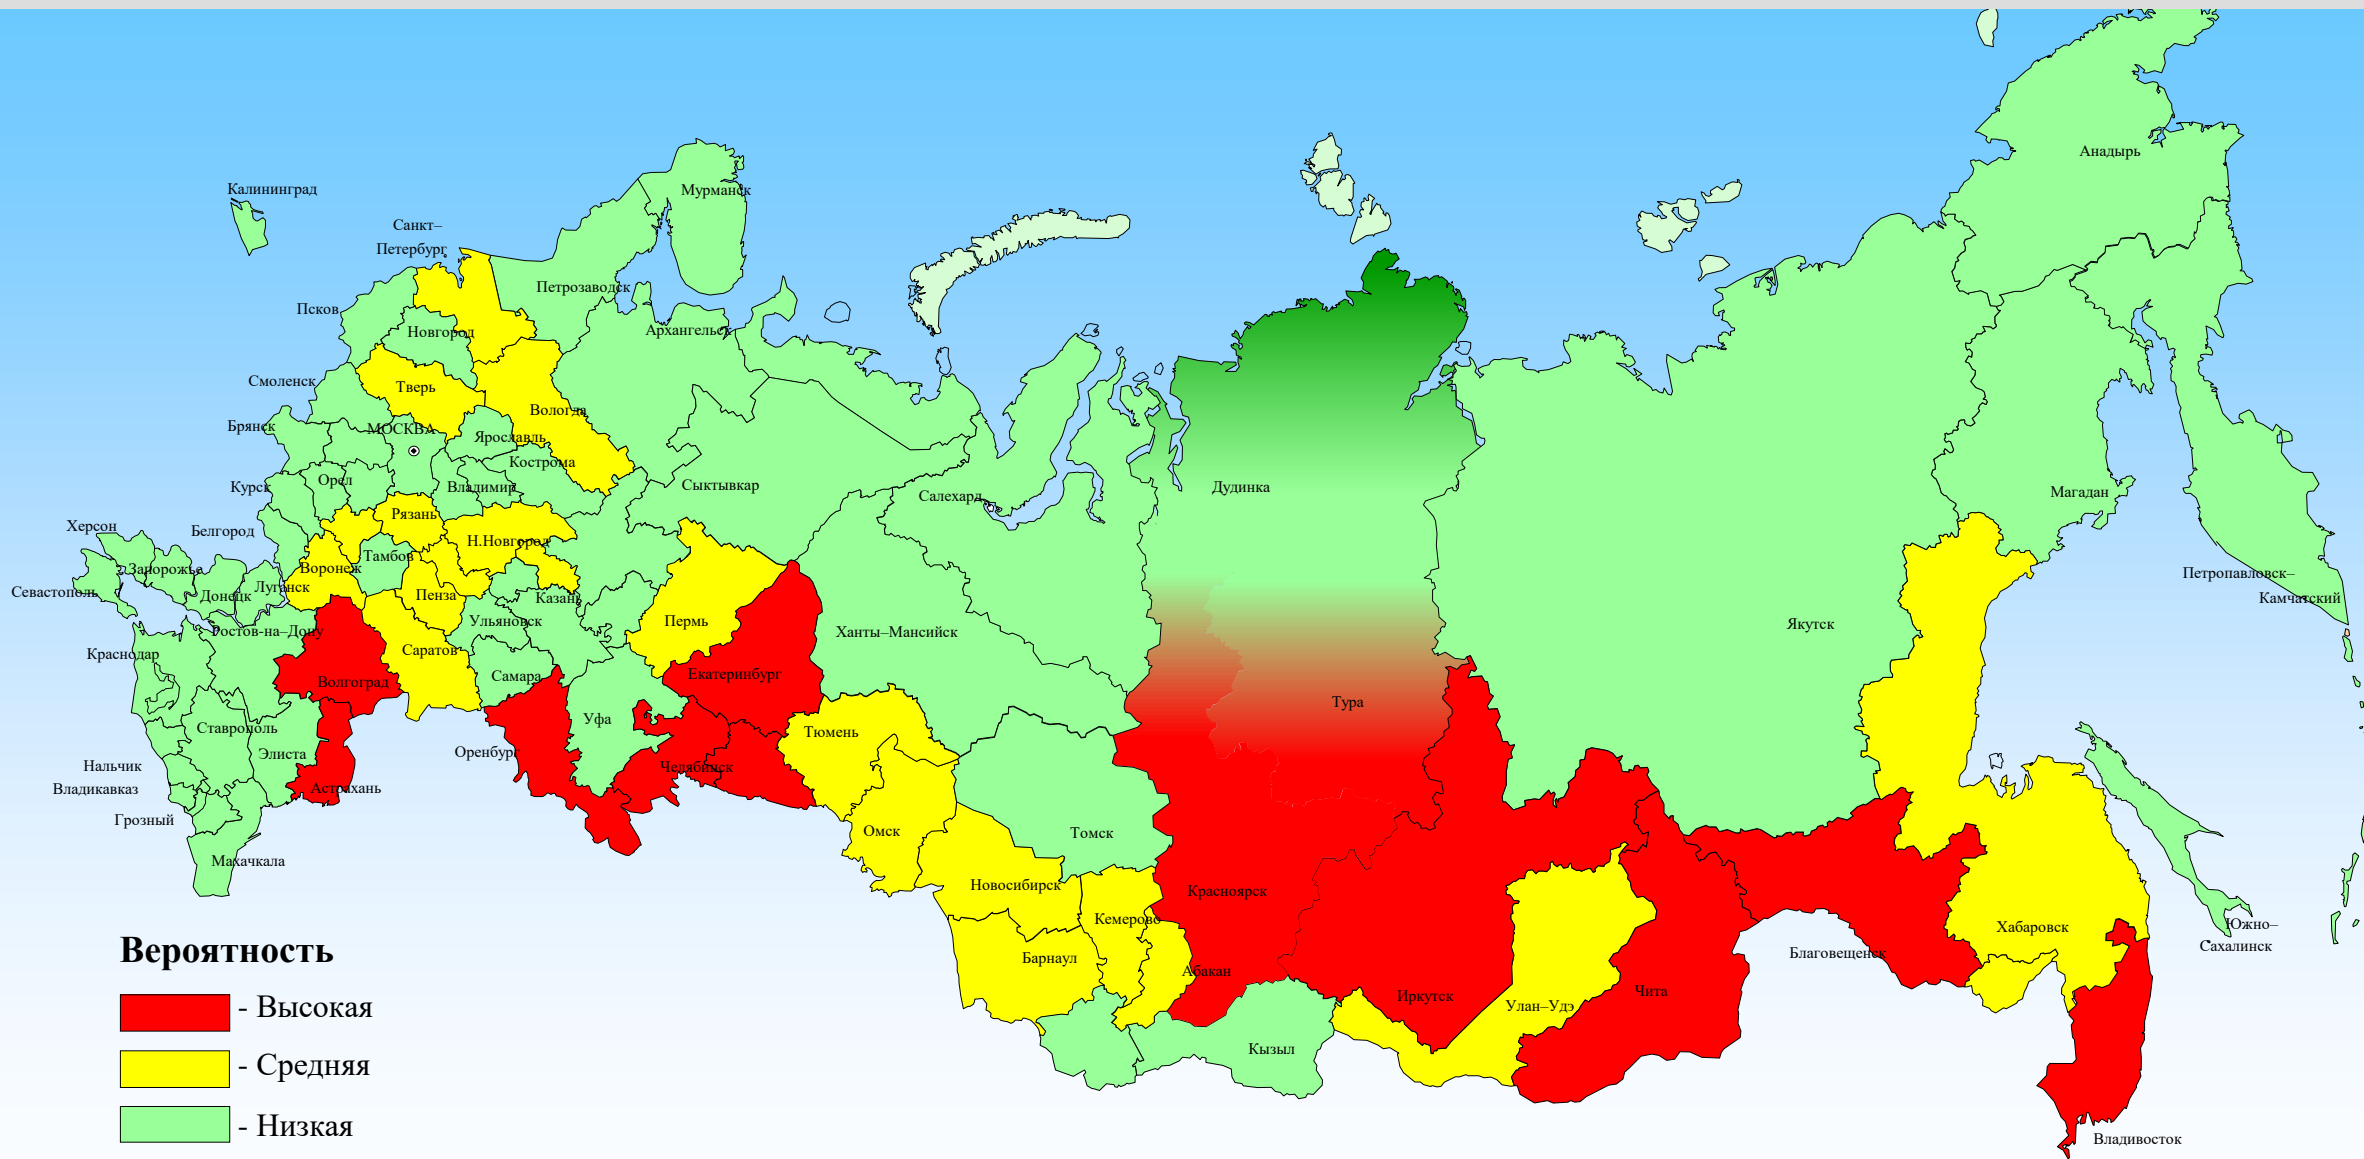 Анадырь
Калининград
Мурманск
Санкт–
Петербург
Петрозаводск
Псков
Новгород
Архангельск
Смоленск
Тверь
Вологда
Брянск
МОСКВА
Ярославль
Кострома
Орел
Курск
Владимир
Сыктывкар
Салехард
Дудинка
Магадан
Рязань
Херсон
Белгород
Н.Новгород
Тамбов
Воронеж
Запорожье
Петропавловск–
Камчатский
Севастополь
Донецк
Луганск
Пенза
Казань
Ульяновск
Пермь
Ростов-на–Дону
Ханты–Мансийск
Якутск
Краснодар
Саратов
Волгоград
Самара
Екатеринбург
Тура
Ставрополь
Элиста
Уфа
Тюмень
Оренбург
Нальчик
Челябинск
Владикавказ
Астрахань
Грозный
Омск
Томск
Махачкала
Новосибирск
Красноярск
Кемерово
Хабаровск
Южно–
Сахалинск
Барнаул
Абакан
Благовещенск
Иркутск
Улан–Удэ
Чита
Кызыл
Владивосток
Вероятность
- Высокая
- Средняя
- Низкая